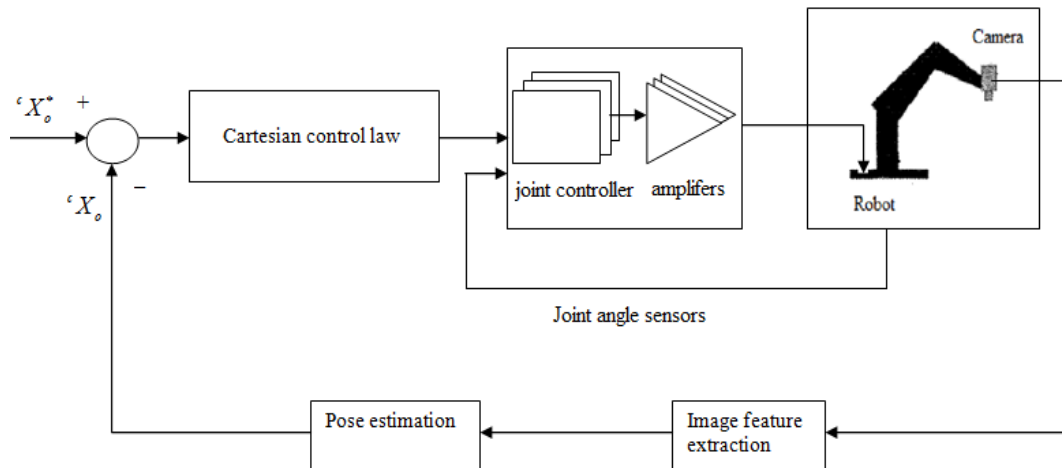 Camera
ᶜX*ₒ +
Cartesian control law
joint controller amplifers
−
ᶜXₒ
Robot
Joint angle sensors
Pose estimation
Image feature
extraction